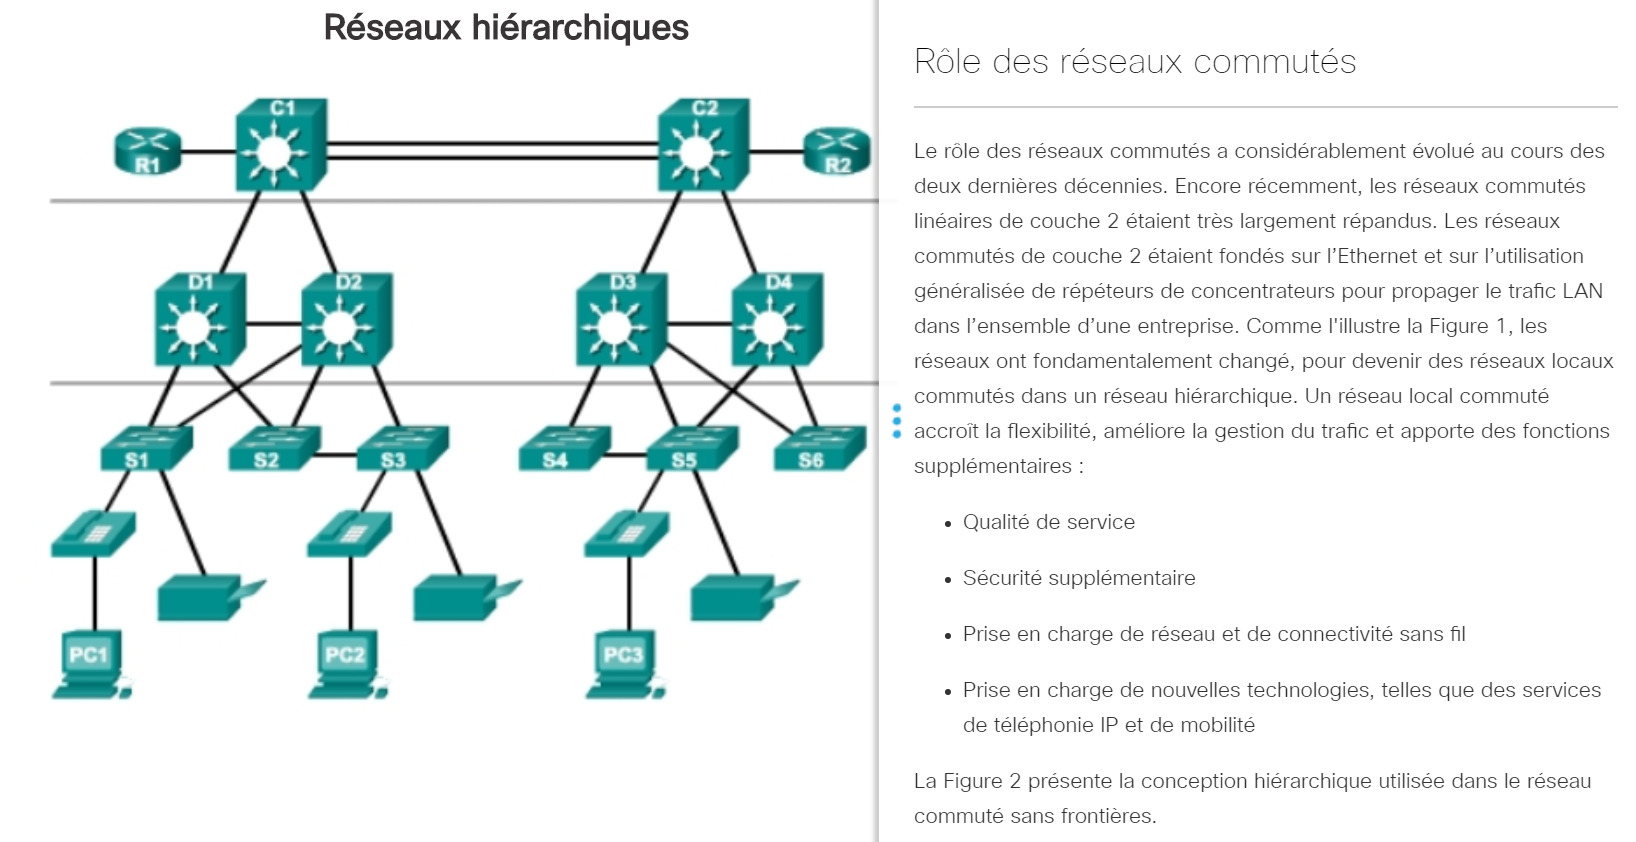 Réseaux hiérarchiques
C1
C2
R1
R2
D1
D2
D3
D4
S1
S2
S3
S4
S5
S6
PC1
PC2
PC3
Rôle des réseaux commutés
Le rôle des réseaux commutés a considérablement évolué au cours des
deux dernières décennies. Encore récemment, les réseaux commutés
linéaires de couche 2 étaient très largement répandus. Les réseaux
commutés de couche 2 étaient fondés sur l’Ethernet et sur l’utilisation
généralisée de répéteurs de concentrateurs pour propager le trafic LAN
dans l’ensemble d’une entreprise. Comme l'illustre la Figure 1, les
réseaux ont fondamentalement changé, pour devenir des réseaux locaux
commutés dans un réseau hiérarchique. Un réseau local commuté
accroît la flexibilité, améliore la gestion du trafic et apporte des fonctions
supplémentaires :
• Qualité de service
• Sécurité supplémentaire
• Prise en charge de réseau et de connectivité sans fil
• Prise en charge de nouvelles technologies, telles que des services
de téléphonie IP et de mobilité
La Figure 2 présente la conception hiérarchique utilisée dans le réseau
commuté sans frontières.